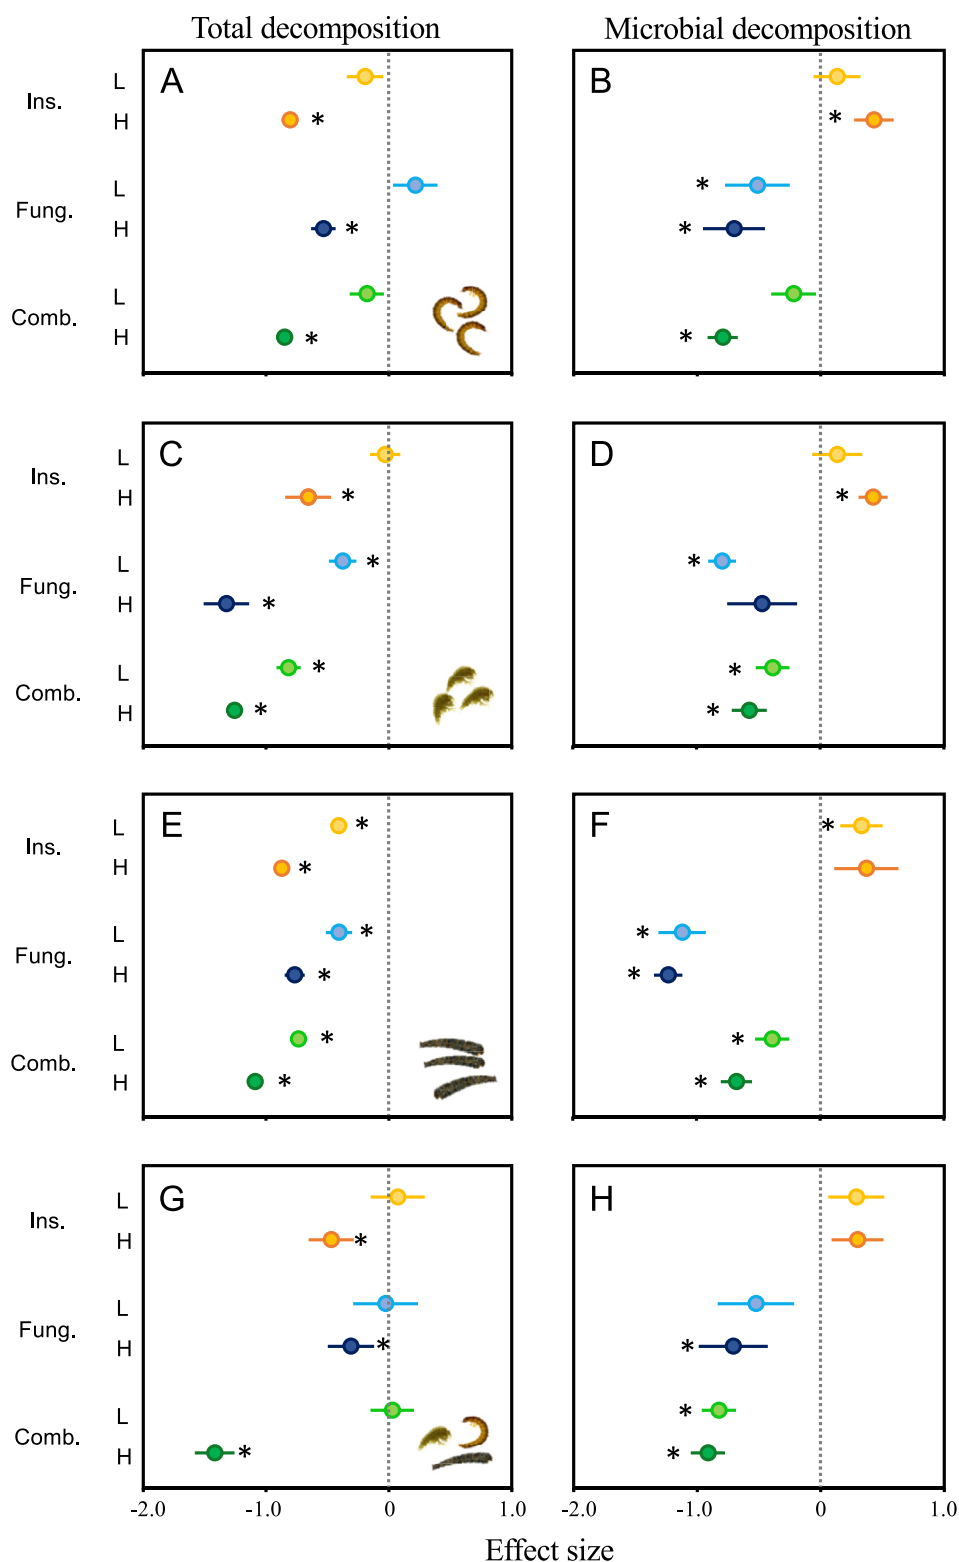 Total decomposition Microbial decomposition
A B
Ins. L
H * *
Fung. L *
H * *
Comb. L
H * *
C D
Ins. L
H * *
Fung. L * *
H *
Comb. L * *
H * *
E F
Ins. L * *
H *
Fung. L * *
H * *
Comb. L * *
H * *
G H
Ins. L
H *
Fung. L
H * *
Comb. L *
H * *
-2.0 -1.0 0 1.0 -2.0 -1.0 0 1.0
Effect size